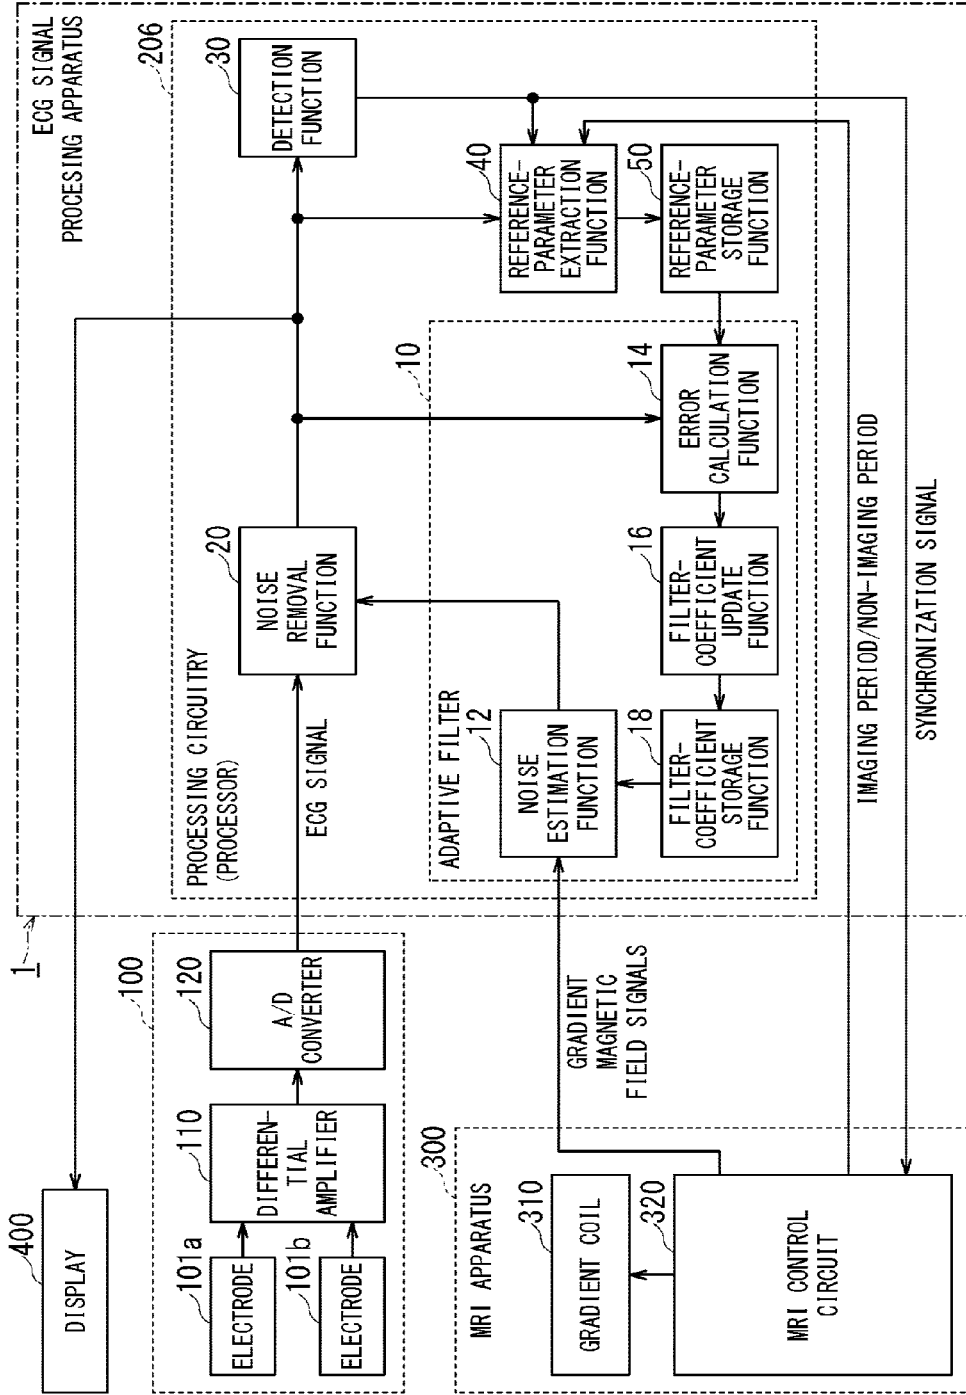 1
ECG SIGNAL
PROCESING APPARATUS
206
PROCESSING CIRCUITRY
(PROCESSOR)
400
DISPLAY
100
101a
ELECTRODE
101b
ELECTRODE
110
DIFFEREN-
TIAL
AMPLIFIER
120
A/D
CONVERTER
ECG SIGNAL
20
NOISE
REMOVAL
FUNCTION
30
DETECTION
FUNCTION
40
REFERENCE-
PARAMETER
EXTRACTION
FUNCTION
50
REFERENCE-
PARAMETER
STORAGE
FUNCTION
10
ADAPTIVE FILTER
12
NOISE
ESTIMATION
FUNCTION
14
ERROR
CALCULATION
FUNCTION
16
FILTER-
COEFFICIENT
UPDATE
FUNCTION
18
FILTER-
COEFFICIENT
STORAGE
FUNCTION
GRADIENT
MAGNETIC
FIELD SIGNALS
300
MRI APPARATUS
310
GRADIENT COIL
320
MRI CONTROL
CIRCUIT
IMAGING PERIOD/NON-IMAGING PERIOD
SYNCHRONIZATION SIGNAL